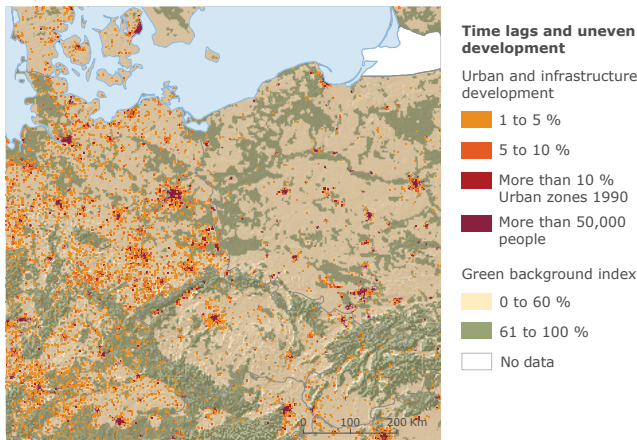 Time lags and uneven
development
Urban and infrastructure
development
1 to 5 %
5 to 10 %
More than 10 %
Urban zones 1990
More than 50,000
people
Green background index
0 to 60 %
61 to 100 %
No data
0 100 200 Km